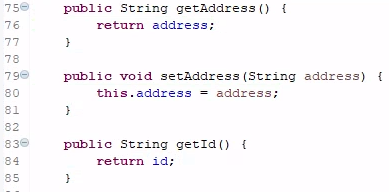 75 public String getAddress() {
76 return address;
77 }
78
79 public void setAddress(String address) {
80 this.address = address;
81 }
82
83 public String getId() {
84 return id;
85 }